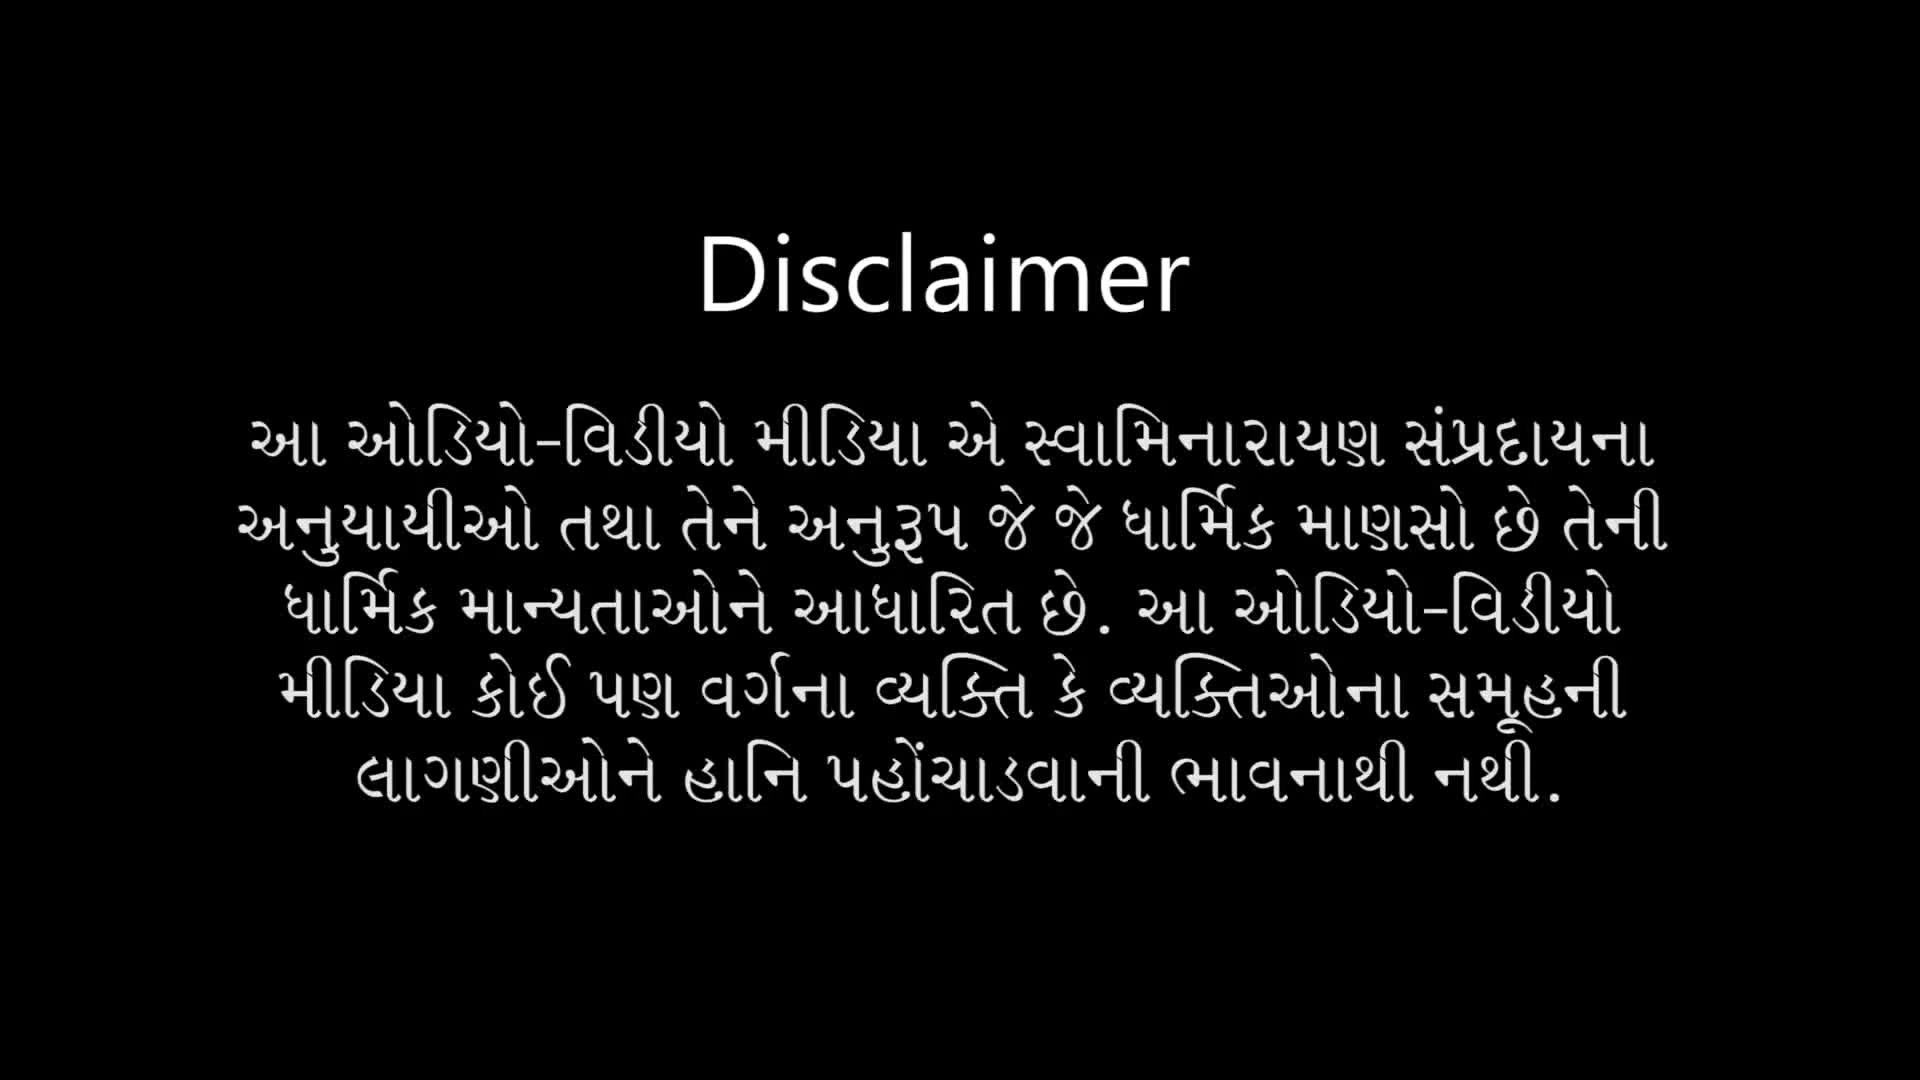 Disclaimer
આ ઓડિયો-વિડીયો મીડિયા એ સ્વામિનારાયણ સંપ્રદાયના
અનુયાયીઓ તથા તેને અનુરૂપ જે જે ધાર્મિક માણસો છે તેની
ધાર્મિક માન્યતાઓને આધારિત છે. આ ઓડિયો-વિડીયો
મીડિયા કોઈ પણ વર્ગના વ્યક્તિ કે વ્યક્તિઓના સમૂહની
લાગણીઓને હાનિ પહોંચાડવાની ભાવનાથી નથી.